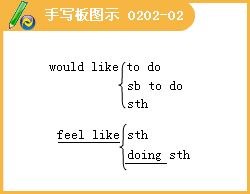 手写板图示 0202-02
would like to do
sb to do
sth
feel like sth
doing sth